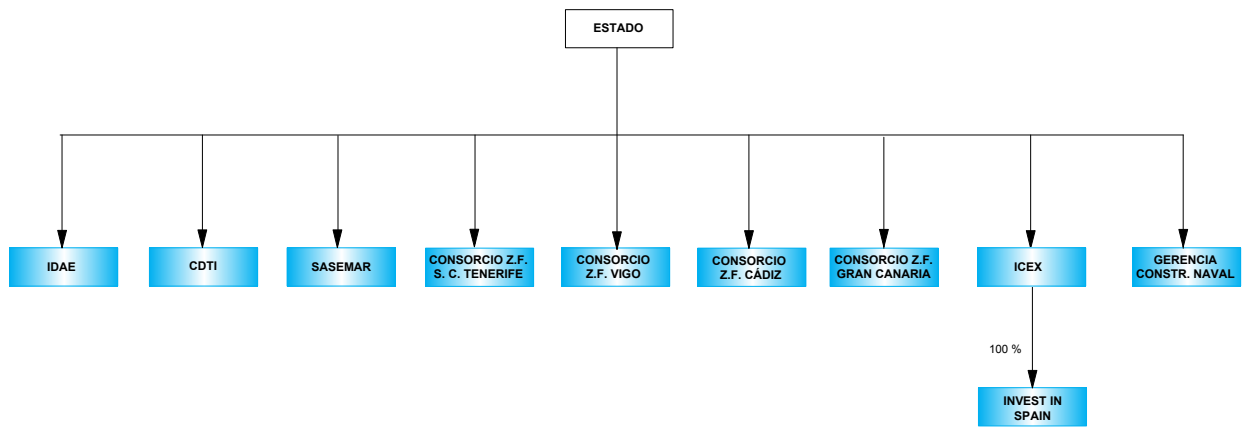 ESTADO
IDAE
CDTI
SASEMAR
CONSORCIO Z.F.
S. C. TENERIFE
CONSORCIO
Z.F. VIGO
CONSORCIO
Z.F. CÁDIZ
CONSORCIO Z.F.
GRAN CANARIA
ICEX
GERENCIA
CONSTR. NAVAL
100 %
INVEST IN
SPAIN